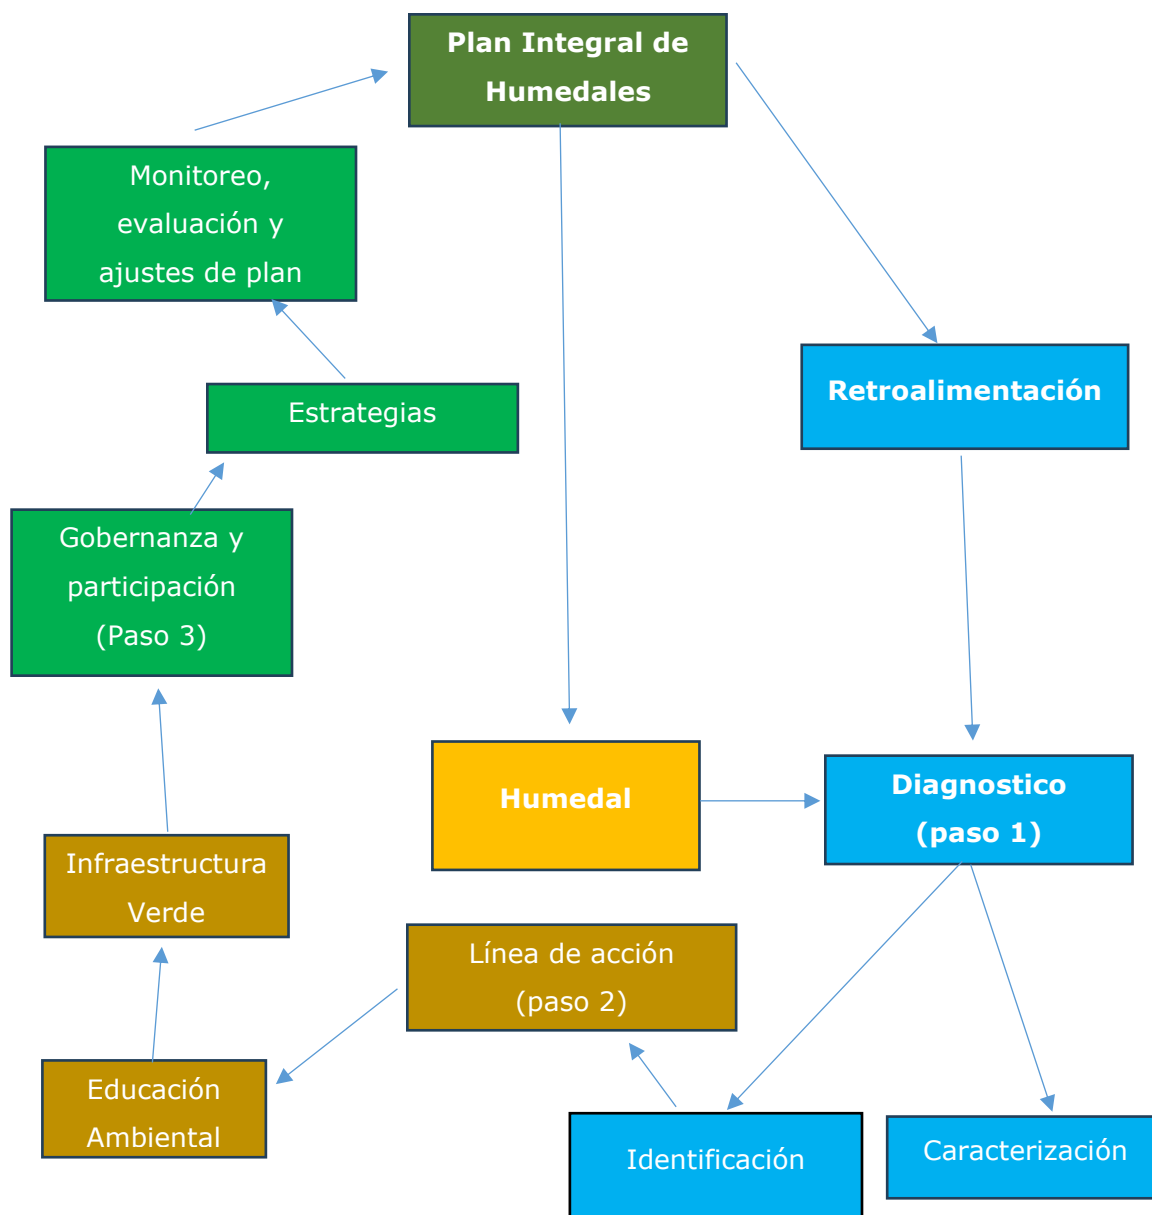 Plan Integral de
Humedales
Monitoreo,
evaluación y
ajustes de plan
Retroalimentación
Estrategias
Gobernanza y
participación
(Paso 3)
Humedal
Diagnostico
(paso 1)
Infraestructura
Verde
Línea de acción
(paso 2)
Educación
Ambiental
Identificación
Caracterización